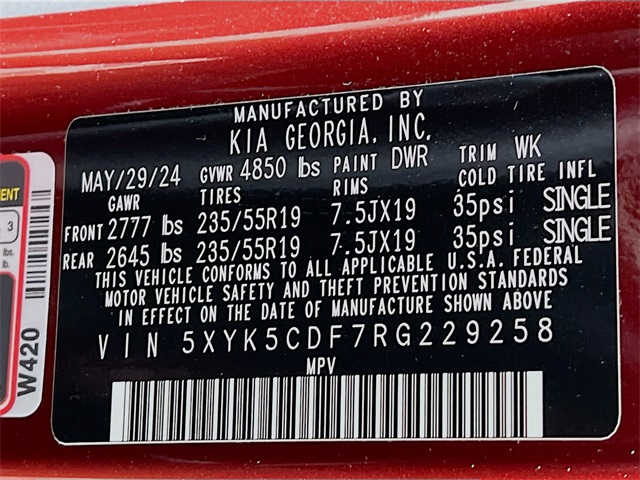 MANUFACTURED BY
KIA GEORGIA, INC.
MAY/29/24 GVWR 4850 lbs PAINT DWR TRIM WK
GAWR TIRES RIMS COLD TIRE INFL
FRONT 2777 lbs 235/55R19 7.5JX19 35psi SINGLE
REAR 2645 lbs 235/55R19 7.5JX19 35psi SINGLE
THIS VEHICLE CONFORMS TO ALL APPLICABLE U.S.A. FEDERAL
MOTOR VEHICLE SAFETY AND THEFT PREVENTION STANDARDS
IN EFFECT ON THE DATE OF MANUFACTURE SHOWN ABOVE
VIN 5XYK5CDF7RG229258
MPV
3
lbs.
lb.
W420